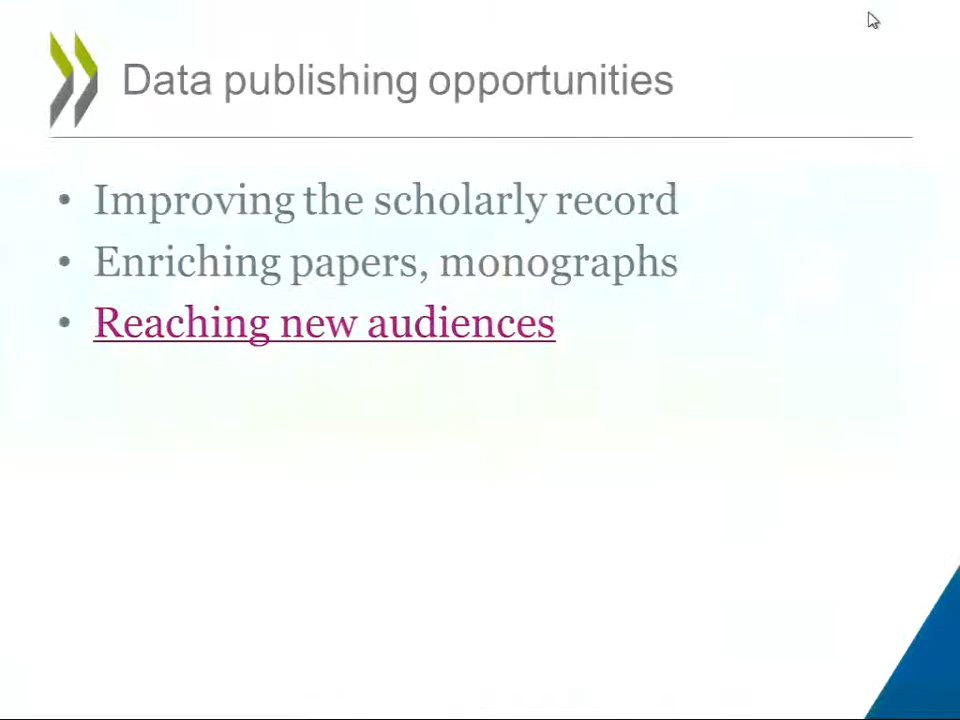 Data publishing opportunities
• Improving the scholarly record
• Enriching papers, monographs
• Reaching new audiences